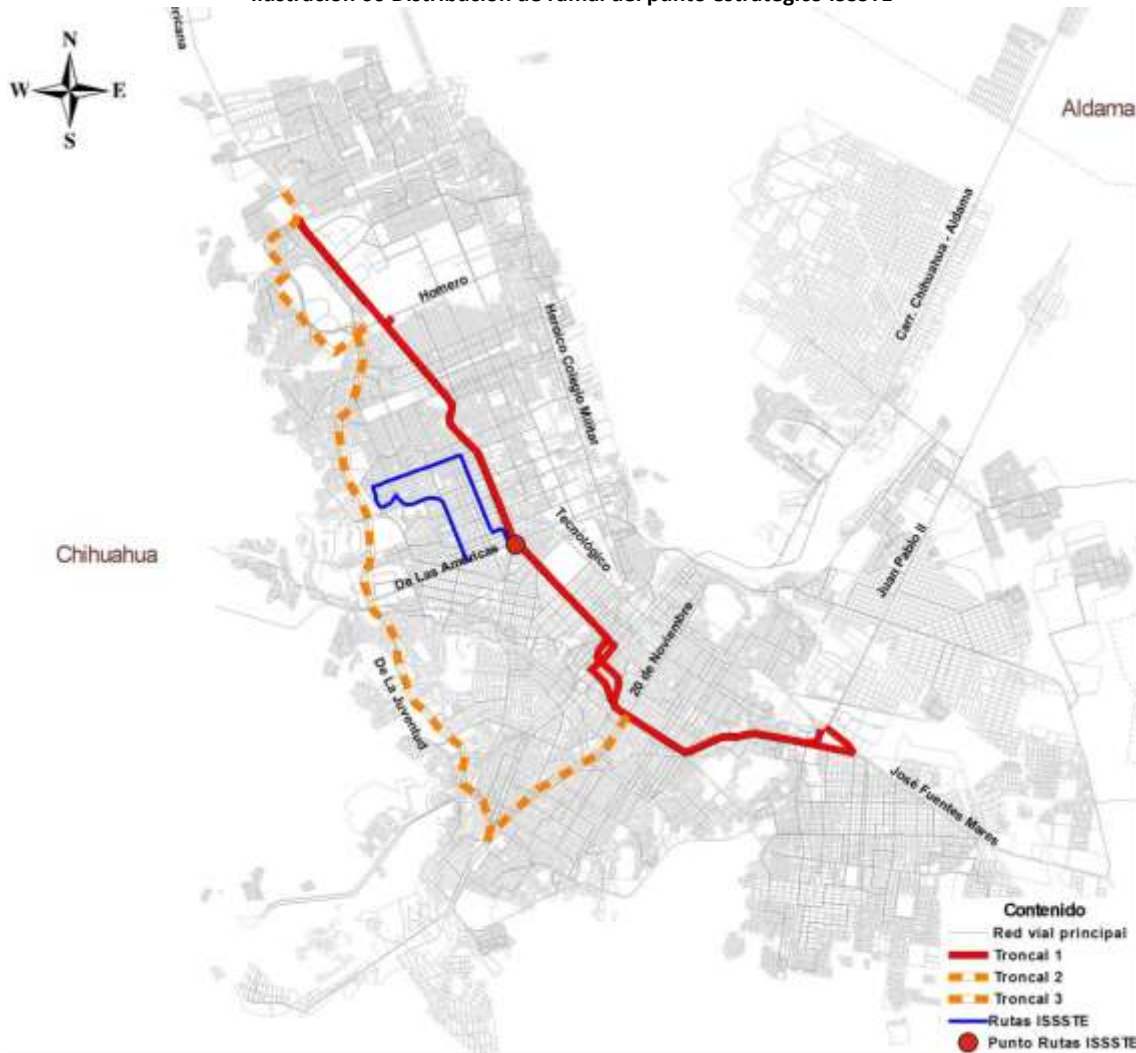 N
W E
S
Aldama
Carr. Chihuahua - Aldama
Homero
Heroico Colegio Militar
Tecnológico
Juan Pablo II
Chihuahua
De Las Américas
20 de Noviembre
De La Juventud
José Fuentes Mares
Contenido
Red vial principal
Troncal 1
Troncal 2
Troncal 3
Rutas ISSSTE
Punto Rutas ISSSTE